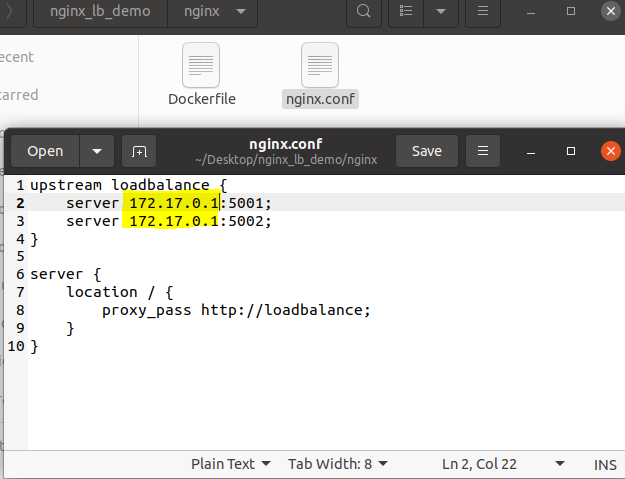 nginx_lb_demo nginx
ecent
arred
Dockerfile nginx.conf
Open nginx.conf Save
~/Desktop/nginx_lb_demo/nginx
1 upstream loadbalance {
2     server 172.17.0.1:5001;
3     server 172.17.0.1:5002;
4 }
5
6 server {
7     location / {
8         proxy_pass http://loadbalance;
9     }
10 }
Plain Text Tab Width: 8 Ln 2, Col 22 INS